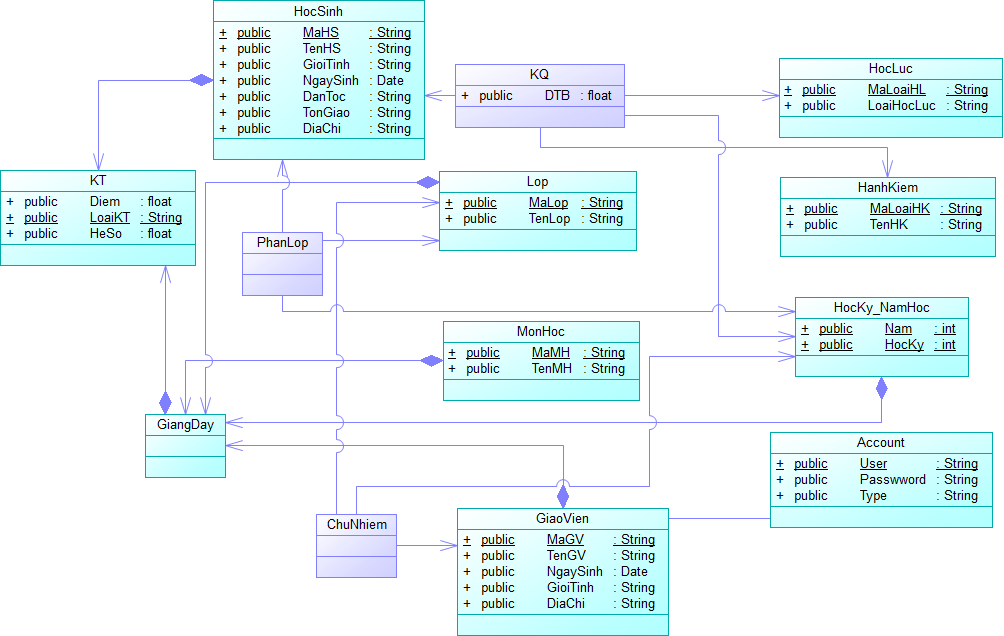 HocSinh
+ public MaHS : String
+ public TenHS : String
+ public GioiTinh : String
+ public NgaySinh : Date
+ public DanToc : String
+ public TonGiao : String
+ public DiaChi : String
KQ
+ public DTB : float
HocLuc
+ public MaLoaiHL : String
+ public LoaiHocLuc : String
KT
+ public Diem : float
+ public LoaiKT : String
+ public HeSo : float
Lop
+ public MaLop : String
+ public TenLop : String
HanhKiem
+ public MaLoaiHK : String
+ public TenHK : String
PhanLop
HocKy_NamHoc
+ public Nam : int
+ public HocKy : int
MonHoc
+ public MaMH : String
+ public TenMH : String
GiangDay
Account
+ public User : String
+ public Passwword : String
+ public Type : String
ChuNhiem
GiaoVien
+ public MaGV : String
+ public TenGV : String
+ public NgaySinh : Date
+ public GioiTinh : String
+ public DiaChi : String